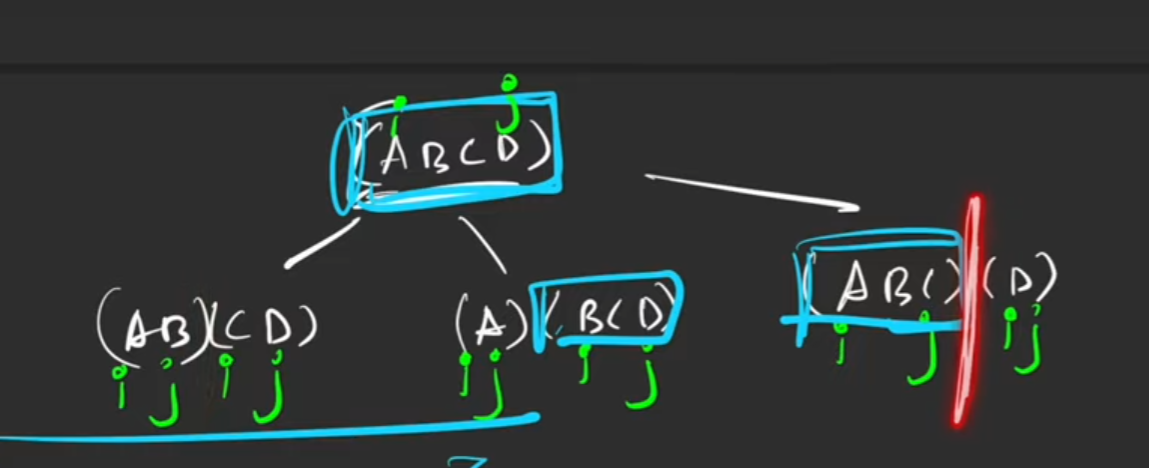 i j
(ABCD)
(AB)(CD) (A)(BCD) (ABC)(D)
i j i j i j i j i j i j